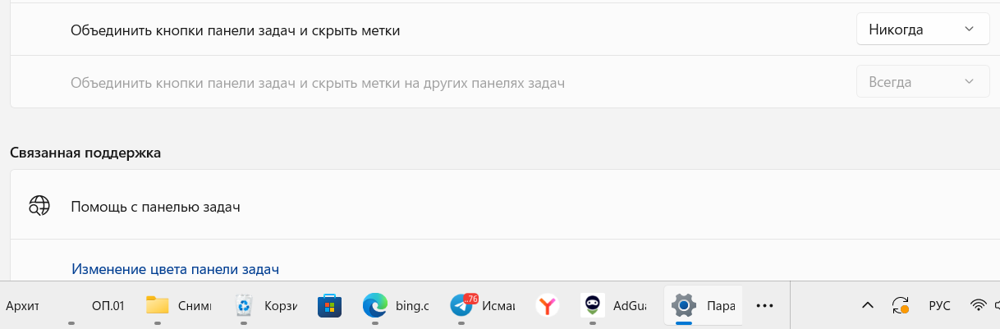 Объединить кнопки панели задач и скрыть метки
Никогда
Объединить кнопки панели задач и скрыть метки на других панелях задач
Всегда
Связанная поддержка
Помощь с панелью задач
Изменение цвета панели задач
Архит ОП.01 Сним Корзи bing.c ..76 Исмаи AdGua Пара РУС